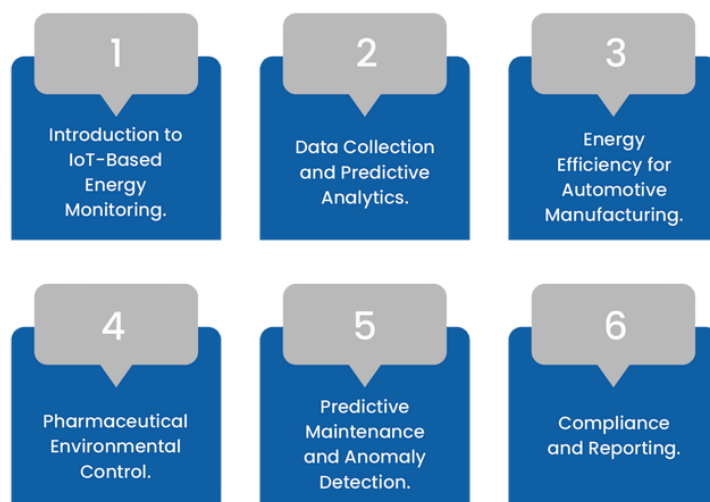 1
Introduction to
IoT-Based
Energy
Monitoring.
2
Data Collection
and Predictive
Analytics.
3
Energy
Efficiency for
Automotive
Manufacturing.
4
Pharmaceutical
Environmental
Control.
5
Predictive
Maintenance
and Anomaly
Detection.
6
Compliance
and Reporting.